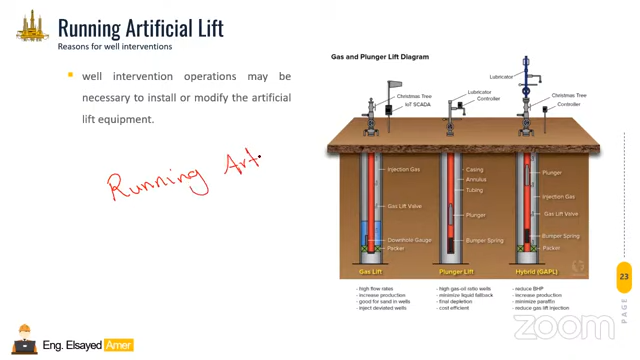 Running Artificial Lift
Reasons for well interventions
well intervention operations may be
necessary to install or modify the artificial
lift equipment.
Running Art
Gas and Plunger Lift Diagram
Lubricator
Christmas Tree
IoT SCADA
Lubricator
Controller
Christmas Tree
Controller
Injection Gas
Gas Lift Valve
Downhole Gauge
Packer
Casing
Annulus
Tubing
Plunger
Bumper Spring
Plunger
Injection Gas
Gas Lift Valve
Bumper Spring
Packer
Gas Lift
Plunger Lift
Hybrid (GAPL)
- high flow rates
- increase production
- good for sand in wells
- inject deviated wells
- high gas-oil ratio wells
- minimize liquid fallback
- final depletion
- cost efficient
- reduce BHP
- increase production
- minimize paraffin
- reduce gas-lift injection
23
PAGE
zoom
Eng. Elsayed Amer